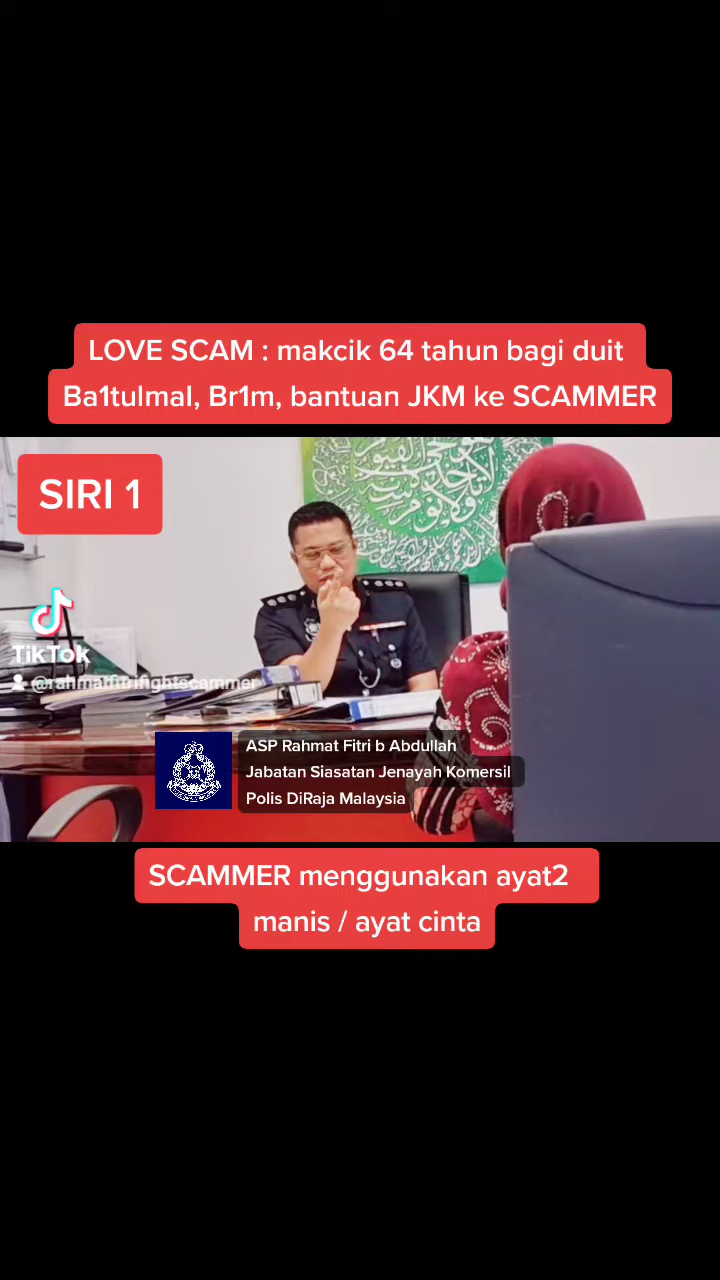 LOVE SCAM : makcik 64 tahun bagi duit
Ba1tulmal, Br1m, bantuan JKM ke SCAMMER
SIRI 1
TikTok
@rahmatfitrifightscammer
ASP Rahmat Fitri b Abdullah
Jabatan Siasatan Jenayah Komersil
Polis DiRaja Malaysia
SCAMMER menggunakan ayat2
manis / ayat cinta